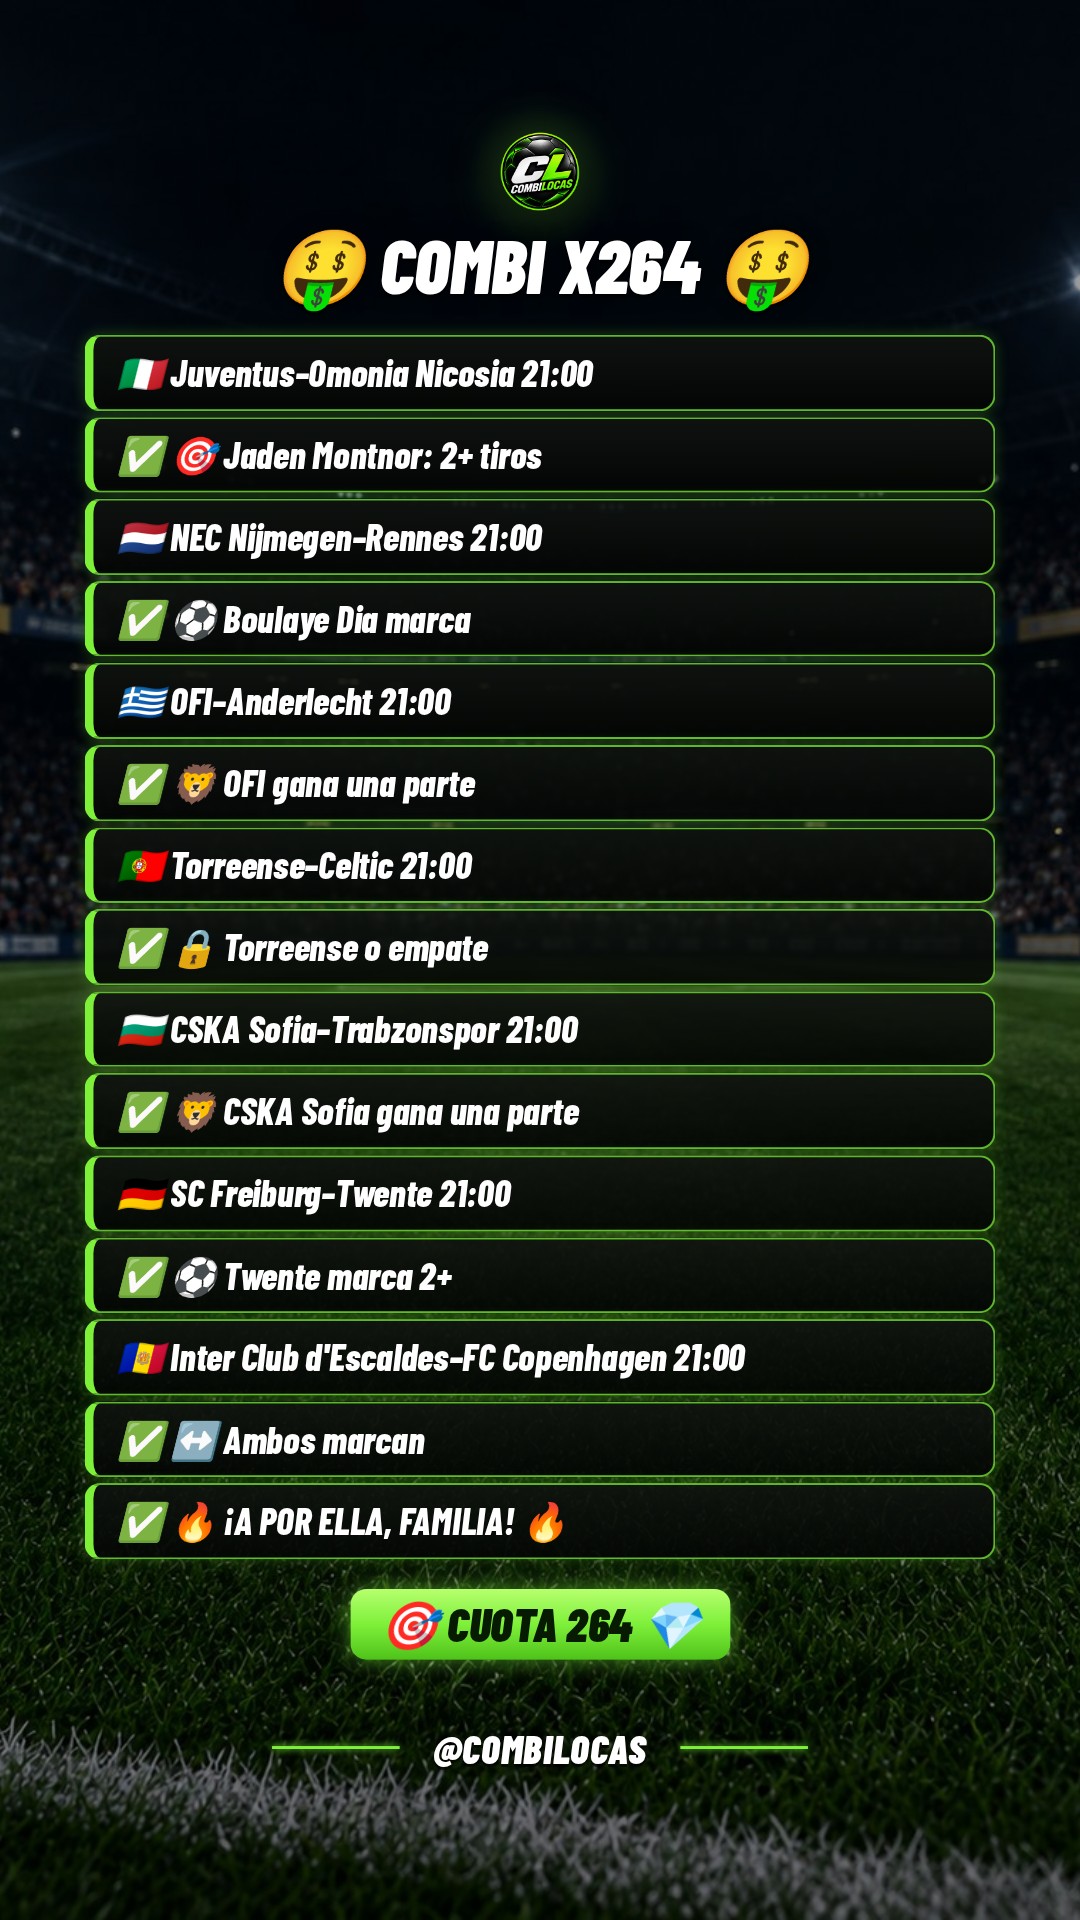 CL
COMBILOCAS
🤑 COMBI X264 🤑
🇮🇹 Juventus-Omonia Nicosia 21:00
✅ 🎯 Jaden Montnor: 2+ tiros
🇳🇱 NEC Nijmegen-Rennes 21:00
✅ ⚽ Boulaye Dia marca
🇬🇷 OFI-Anderlecht 21:00
✅ 🦁 OFI gana una parte
🇵🇹 Torreense-Celtic 21:00
✅ 🔒 Torreense o empate
🇧🇬 CSKA Sofia-Trabzonspor 21:00
✅ 🦁 CSKA Sofia gana una parte
🇩🇪 SC Freiburg-Twente 21:00
✅ ⚽ Twente marca 2+
🇦🇩 Inter Club d'Escaldes-FC Copenhagen 21:00
✅ ↔️ Ambos marcan
✅ 🔥 ¡A POR ELLA, FAMILIA! 🔥
🎯 CUOTA 264 💎
@COMBILOCAS